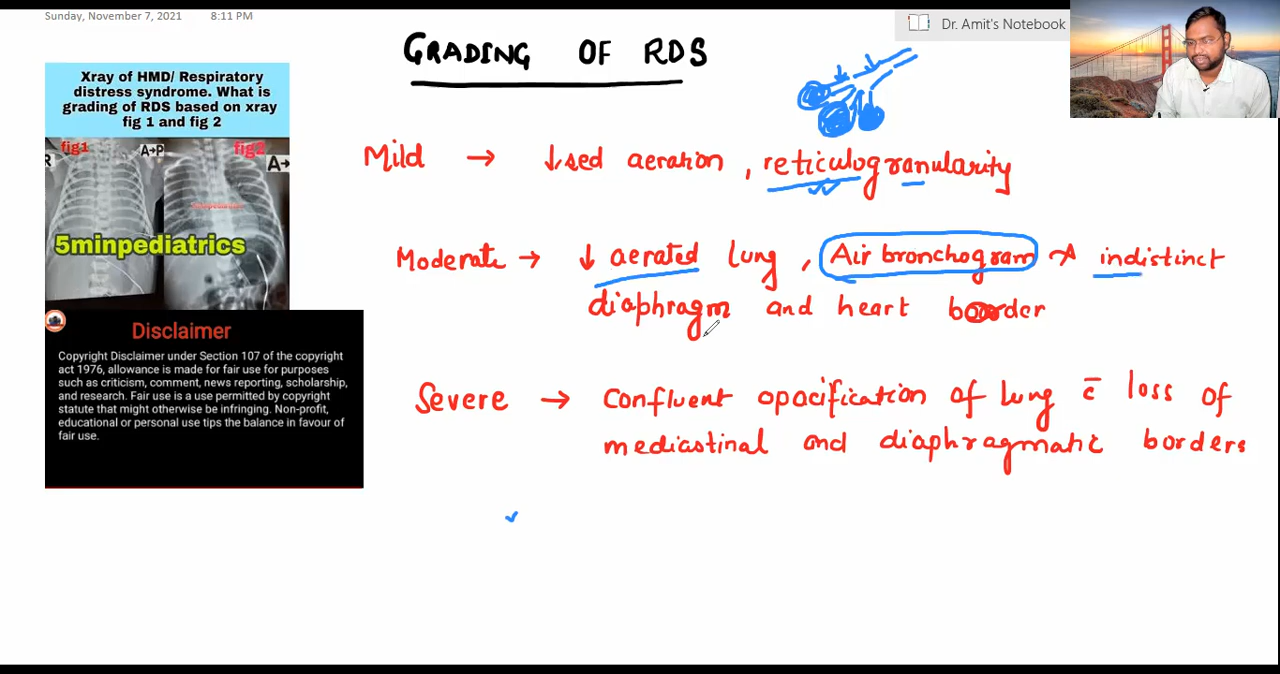 Sunday, November 7, 2021 8:11 PM
Dr. Amit's Notebook
GRADING OF RDS
Xray of HMD/ Respiratory
distress syndrome. What is
grading of RDS based on xray
fig 1 and fig 2
fig1
fig2
R
A→P
A→
5minpediatrics
Mild → ↓sed aeration, reticulogranularity
Moderate → ↓ aerated lung, Air bronchogram indistinct
diaphragm and heart border
Disclaimer
Copyright Disclaimer under Section 107 of the copyright
act 1976, allowance is made for fair use for purposes
such as criticism, comment, news reporting, scholarship,
and research. Fair use is a use permitted by copyright
statute that might otherwise be infringing. Non-profit,
educational or personal use tips the balance in favour of
fair use.
Severe → Confluent opacification of lung c̄ loss of
mediastinal and diaphragmatic borders